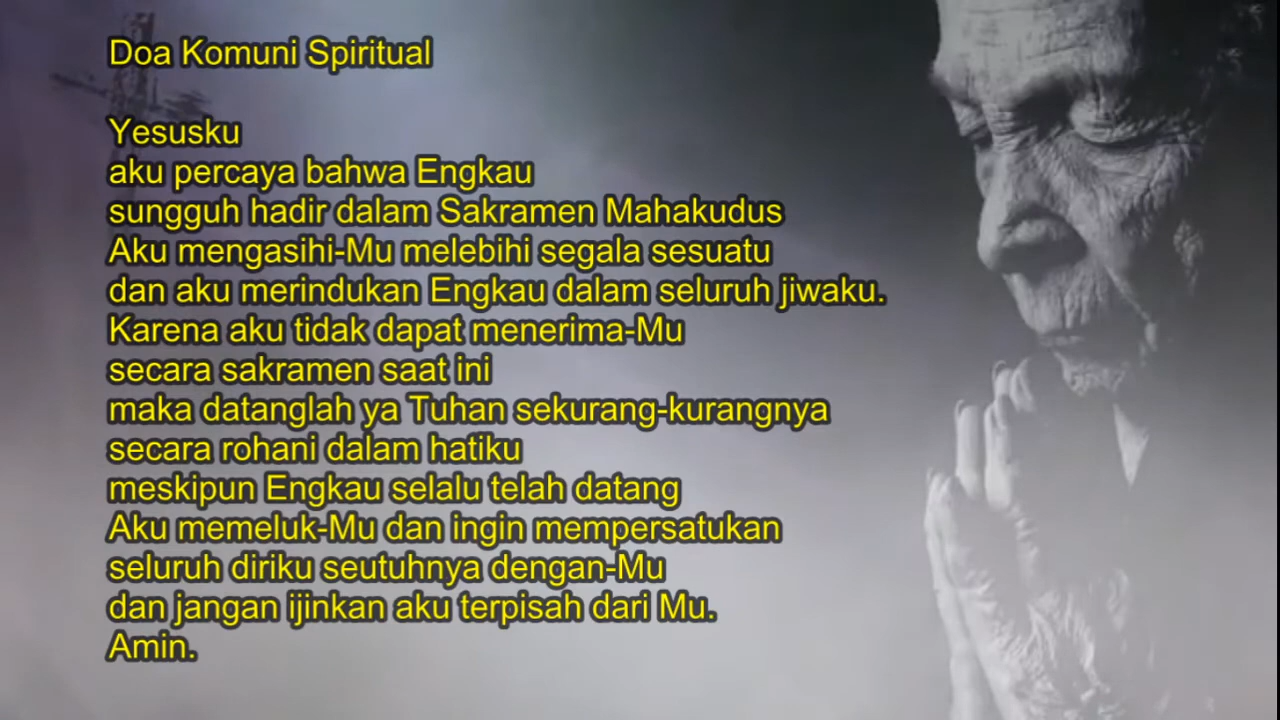 Doa Komuni Spiritual
Yesusku
aku percaya bahwa Engkau
sungguh hadir dalam Sakramen Mahakudus
Aku mengasihi-Mu melebihi segala sesuatu
dan aku merindukan Engkau dalam seluruh jiwaku.
Karena aku tidak dapat menerima-Mu
secara sakramen saat ini
maka datanglah ya Tuhan sekurang-kurangnya
secara rohani dalam hatiku
meskipun Engkau selalu telah datang
Aku memeluk-Mu dan ingin mempersatukan
seluruh diriku seutuhnya dengan-Mu
dan jangan ijinkan aku terpisah dari Mu.
Amin.